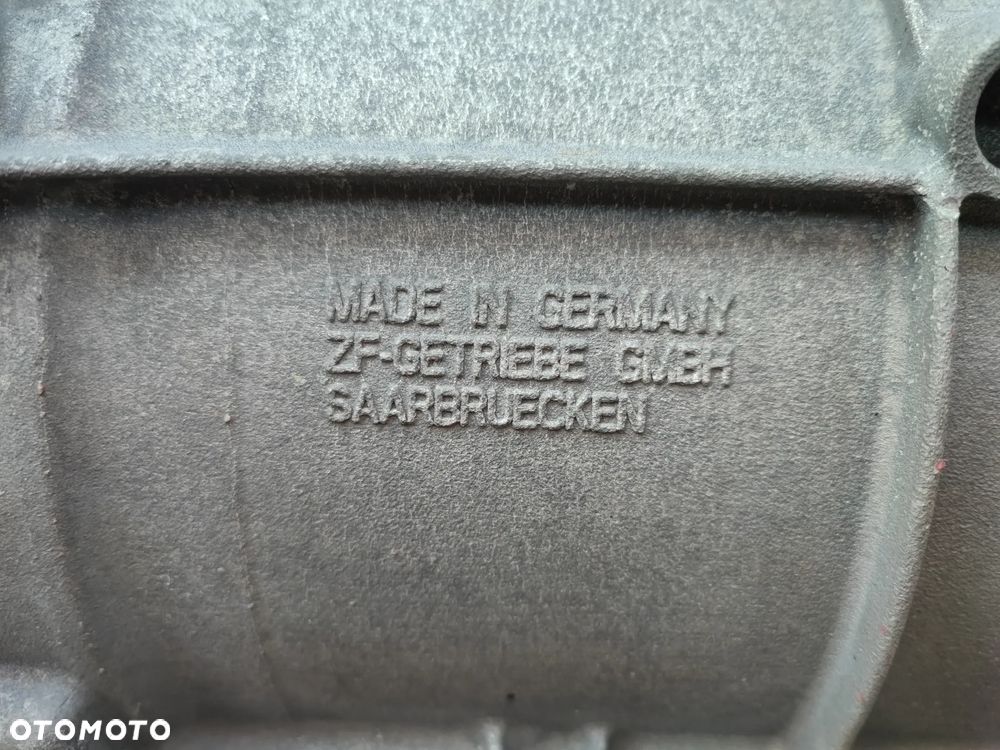 MADE IN GERMANY
ZF-GETRIEBE GMBH
SAARBRUECKEN
OTOMOTO